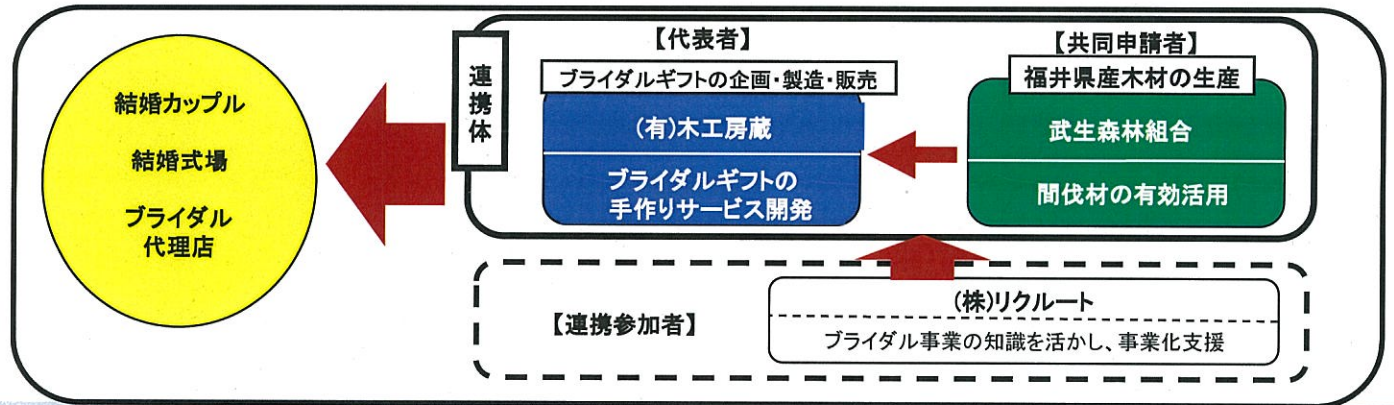 結婚カップル
結婚式場
ブライダル
代理店
連携体
【代表者】
ブライダルギフトの企画・製造・販売
(有)木工房蔵
ブライダルギフトの
手作りサービス開発
【共同申請者】
福井県産木材の生産
武生森林組合
間伐材の有効活用
【連携参加者】
(株)リクルート
ブライダル事業の知識を活かし、事業化支援